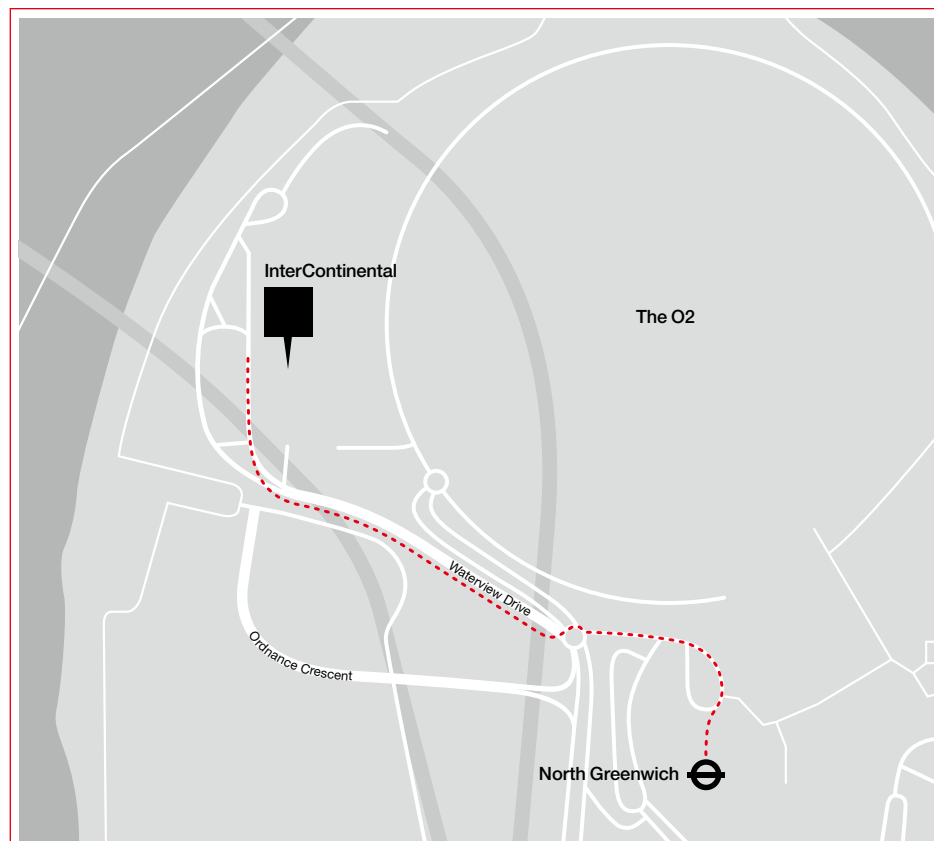 InterContinental
The O2
Waterview Drive
Ordnance Crescent
North Greenwich